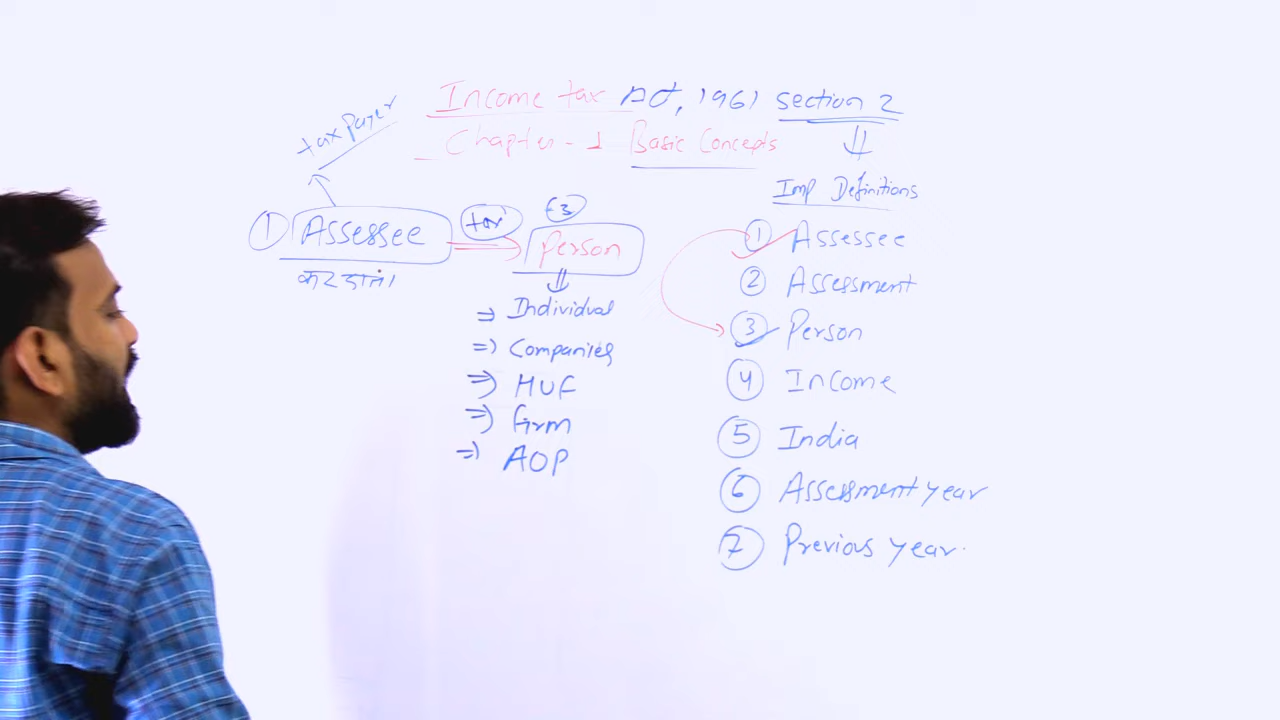 Income tax Act, 1961 section 2
Chapter - 1 Basic Concepts
tax payer
Imp Definitions
① Assessee
करदाता
tax
③
Person
⇒ Individual
⇒ Companies
⇒ HUF
⇒ Firm
⇒ AOP
① Assessee
② Assessment
③ Person
④ Income
⑤ India
⑥ Assessment year
⑦ Previous year.